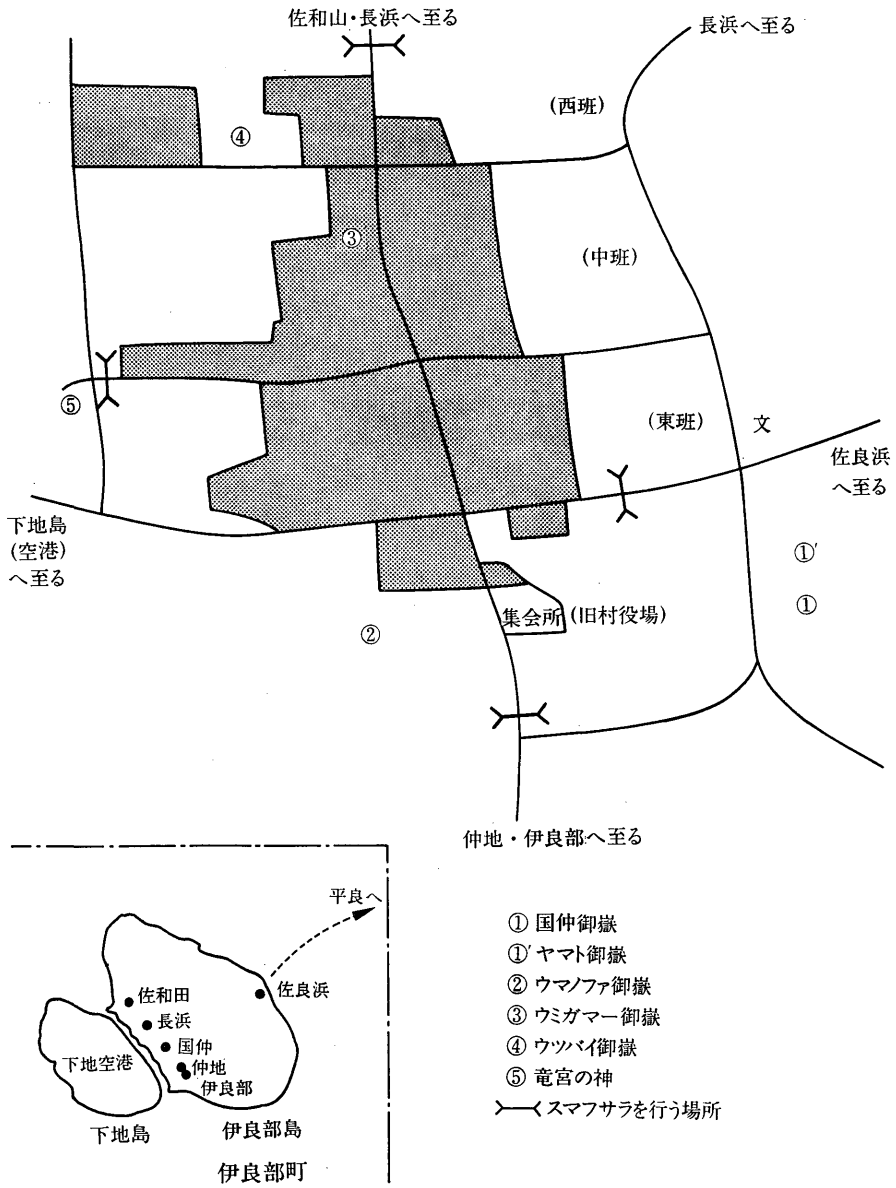 佐和山・長浜へ至る
長浜へ至る
(西班)
④
③
(中班)
⑤
(東班)
文
佐良浜
へ至る
下地島
(空港)
へ至る
①′
①
集会所(旧村役場)
②
仲地・伊良部へ至る
平良へ
佐和田
佐良浜
長浜
国仲
下地空港
仲地
伊良部
下地島
伊良部島
伊良部町
① 国仲御嶽
①′ ヤマト御嶽
② ウマノファ御嶽
③ ウミガマー御嶽
④ ウツバイ御嶽
⑤ 竜宮の神
スマフサラを行う場所